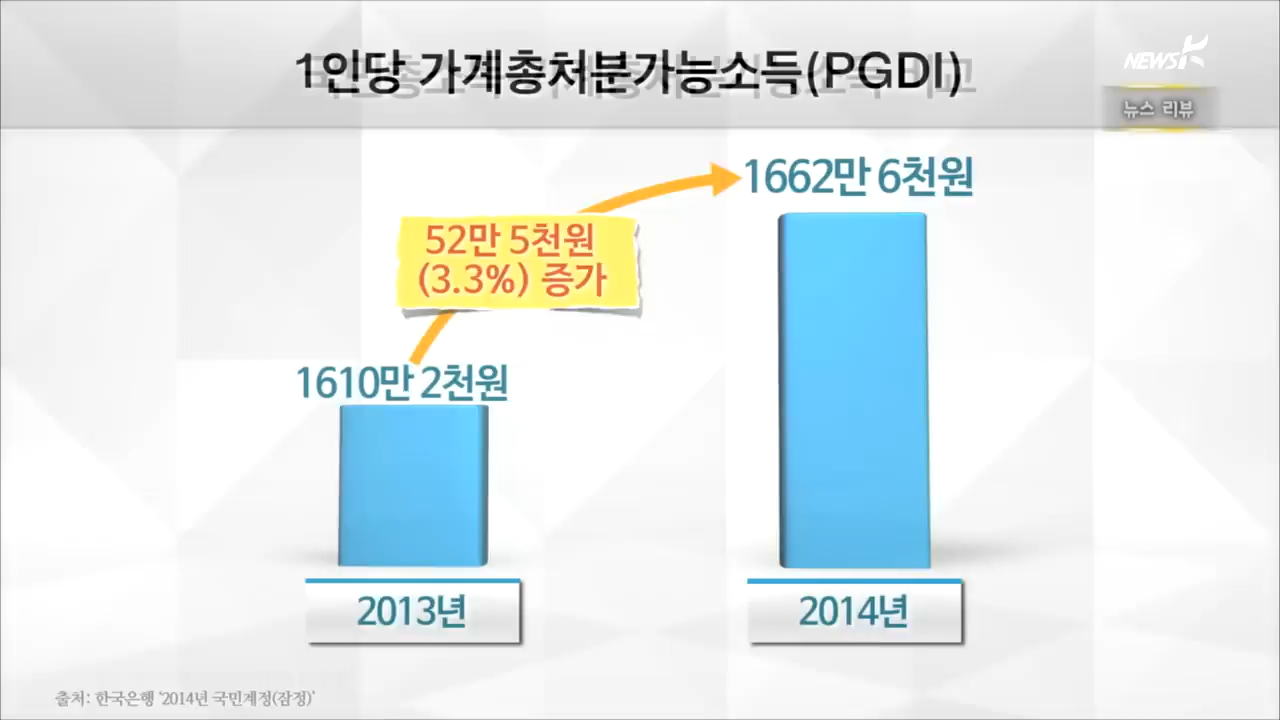 1인당 가계총처분가능소득(PGDI)
NEWS K
뉴스 리뷰
1662만 6천원
52만 5천원
(3.3%) 증가
1610만 2천원
2013년
2014년
출처: 한국은행 '2014년 국민계정(잠정)'